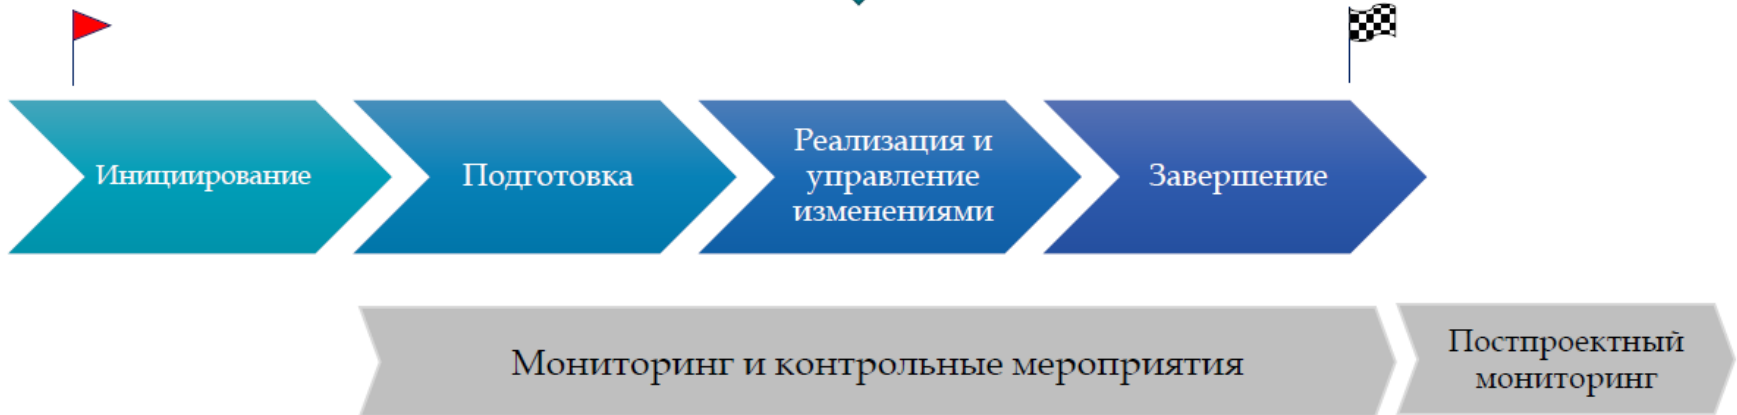 Инициирование
Подготовка
Реализация и
управление
изменениями
Завершение
Мониторинг и контрольные мероприятия
Постпроектный
мониторинг